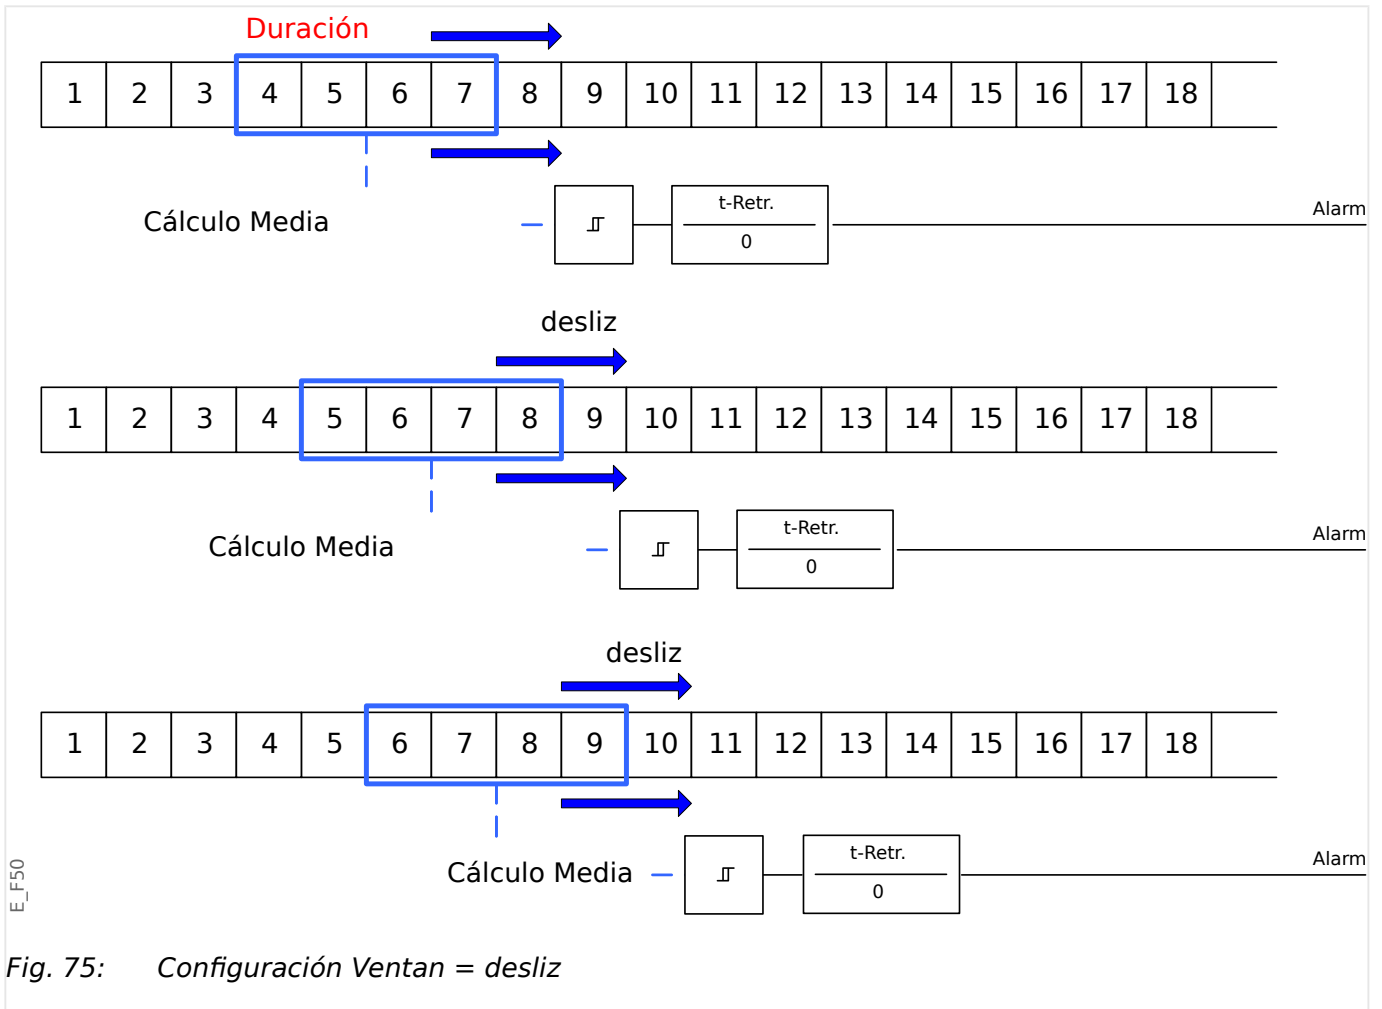 Duración
1 2 3 4 5 6 7 8 9 10 11 12 13 14 15 16 17 18
Cálculo Media
t-Retr.
0
Alarm
desliz
1 2 3 4 5 6 7 8 9 10 11 12 13 14 15 16 17 18
Cálculo Media
t-Retr.
0
Alarm
desliz
1 2 3 4 5 6 7 8 9 10 11 12 13 14 15 16 17 18
Cálculo Media
t-Retr.
0
Alarm
E_F50
Fig. 75: Configuración Ventan = desliz